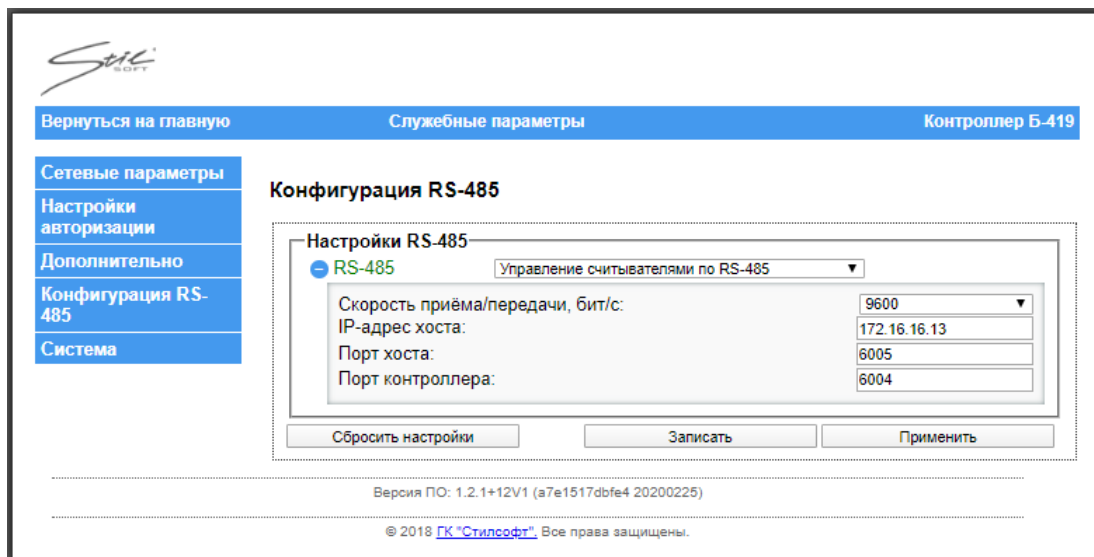 Stil
SOFT
Вернуться на главную Служебные параметры Контроллер Б-419
Сетевые параметры
Настройки
авторизации
Дополнительно
Конфигурация RS-
485
Система
Конфигурация RS-485
Настройки RS-485
RS-485 Управление считывателями по RS-485
Скорость приёма/передачи, бит/с: 9600
IP-адрес хоста: 172.16.16.13
Порт хоста: 6005
Порт контроллера: 6004
Сбросить настройки Записать Применить
Версия ПО: 1.2.1+12V1 (a7e1517dbfe4 20200225)
© 2018 ГК "Стилсофт". Все права защищены.